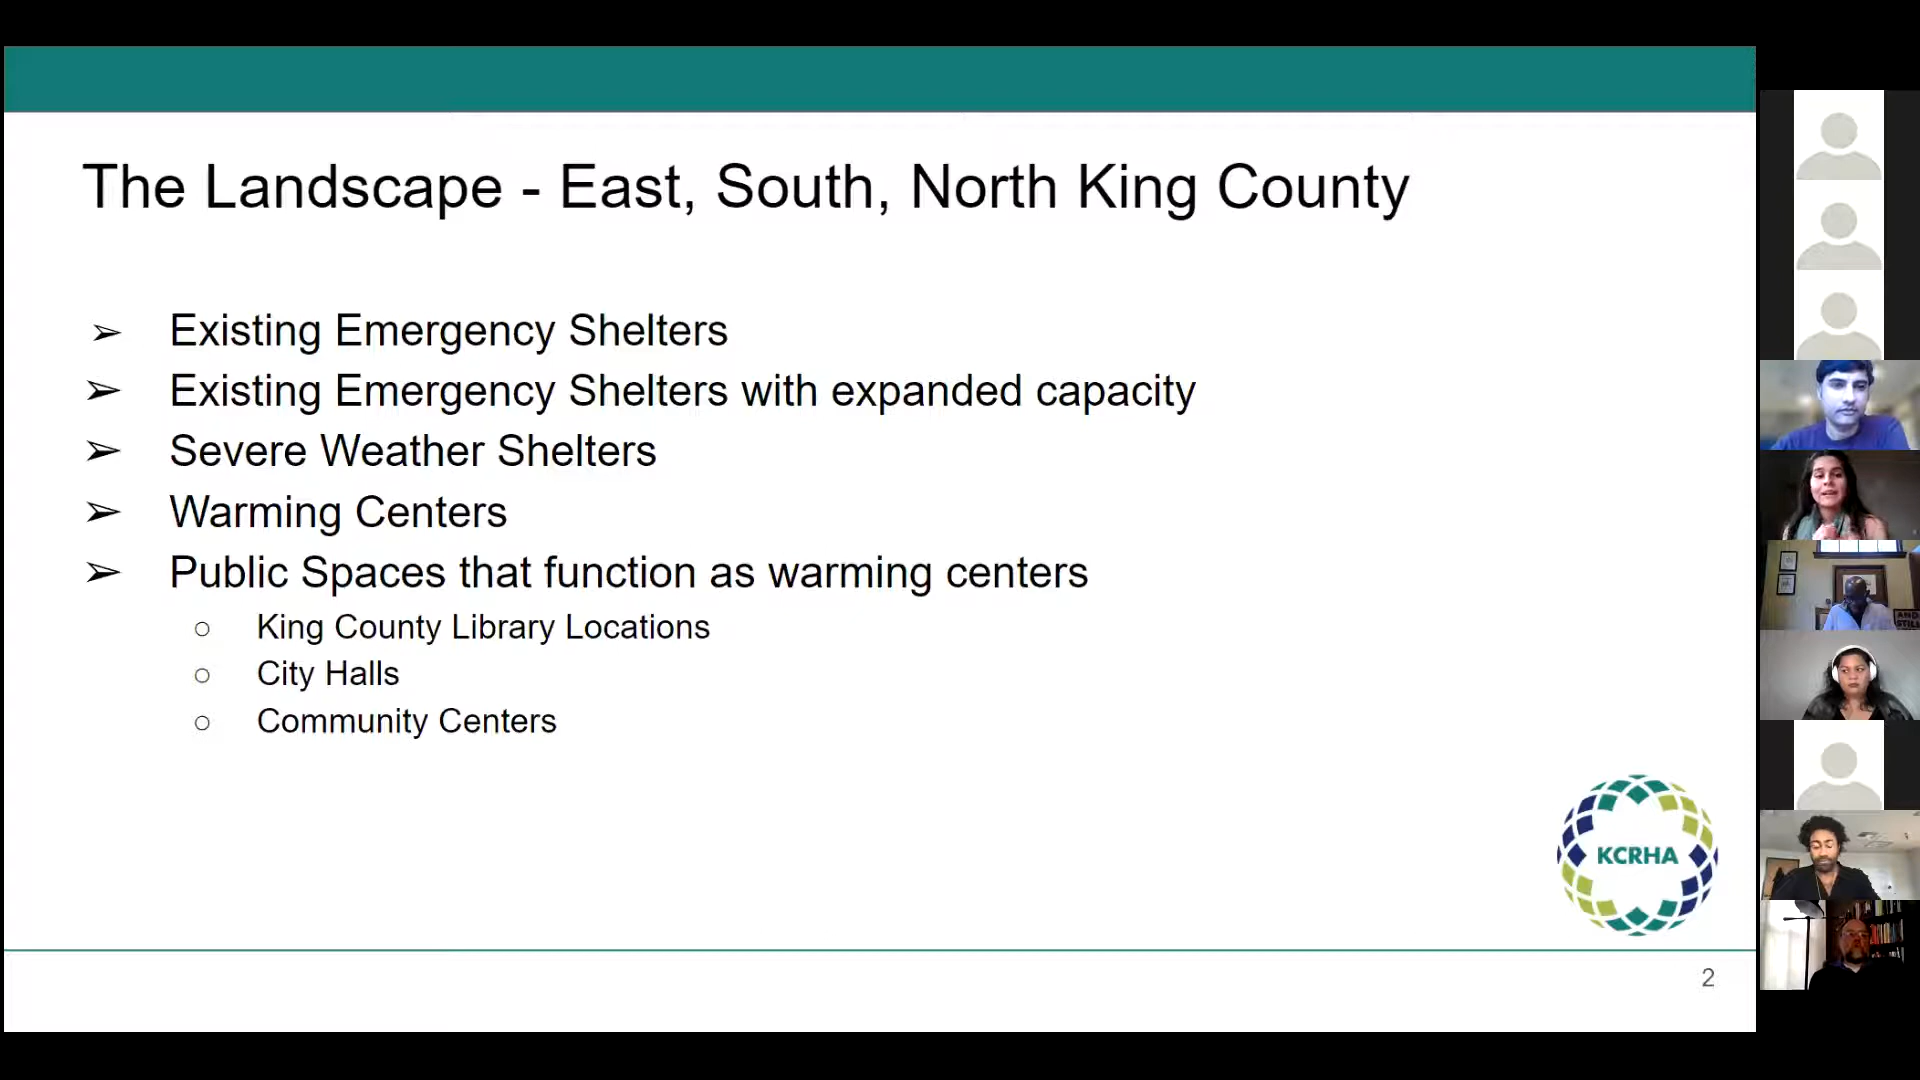 The Landscape - East, South, North King County
➢ Existing Emergency Shelters
➢ Existing Emergency Shelters with expanded capacity
➢ Severe Weather Shelters
➢ Warming Centers
➢ Public Spaces that function as warming centers
○ King County Library Locations
○ City Halls
○ Community Centers
KCRHA
2
AND
STILL